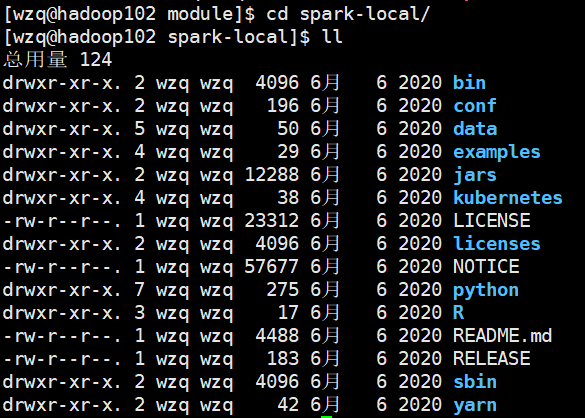 [wzq@hadoop102 module]$ cd spark-local/
[wzq@hadoop102 spark-local]$ ll
总用量 124
drwxr-xr-x. 2 wzq wzq  4096 6月   6 2020 bin
drwxr-xr-x. 2 wzq wzq   196 6月   6 2020 conf
drwxr-xr-x. 5 wzq wzq    50 6月   6 2020 data
drwxr-xr-x. 4 wzq wzq    29 6月   6 2020 examples
drwxr-xr-x. 2 wzq wzq 12288 6月   6 2020 jars
drwxr-xr-x. 4 wzq wzq    38 6月   6 2020 kubernetes
-rw-r--r--. 1 wzq wzq 23312 6月   6 2020 LICENSE
drwxr-xr-x. 2 wzq wzq  4096 6月   6 2020 licenses
-rw-r--r--. 1 wzq wzq 57677 6月   6 2020 NOTICE
drwxr-xr-x. 7 wzq wzq   275 6月   6 2020 python
drwxr-xr-x. 3 wzq wzq    17 6月   6 2020 R
-rw-r--r--. 1 wzq wzq  4488 6月   6 2020 README.md
-rw-r--r--. 1 wzq wzq   183 6月   6 2020 RELEASE
drwxr-xr-x. 2 wzq wzq  4096 6月   6 2020 sbin
drwxr-xr-x. 2 wzq wzq    42 6月   6 2020 yarn